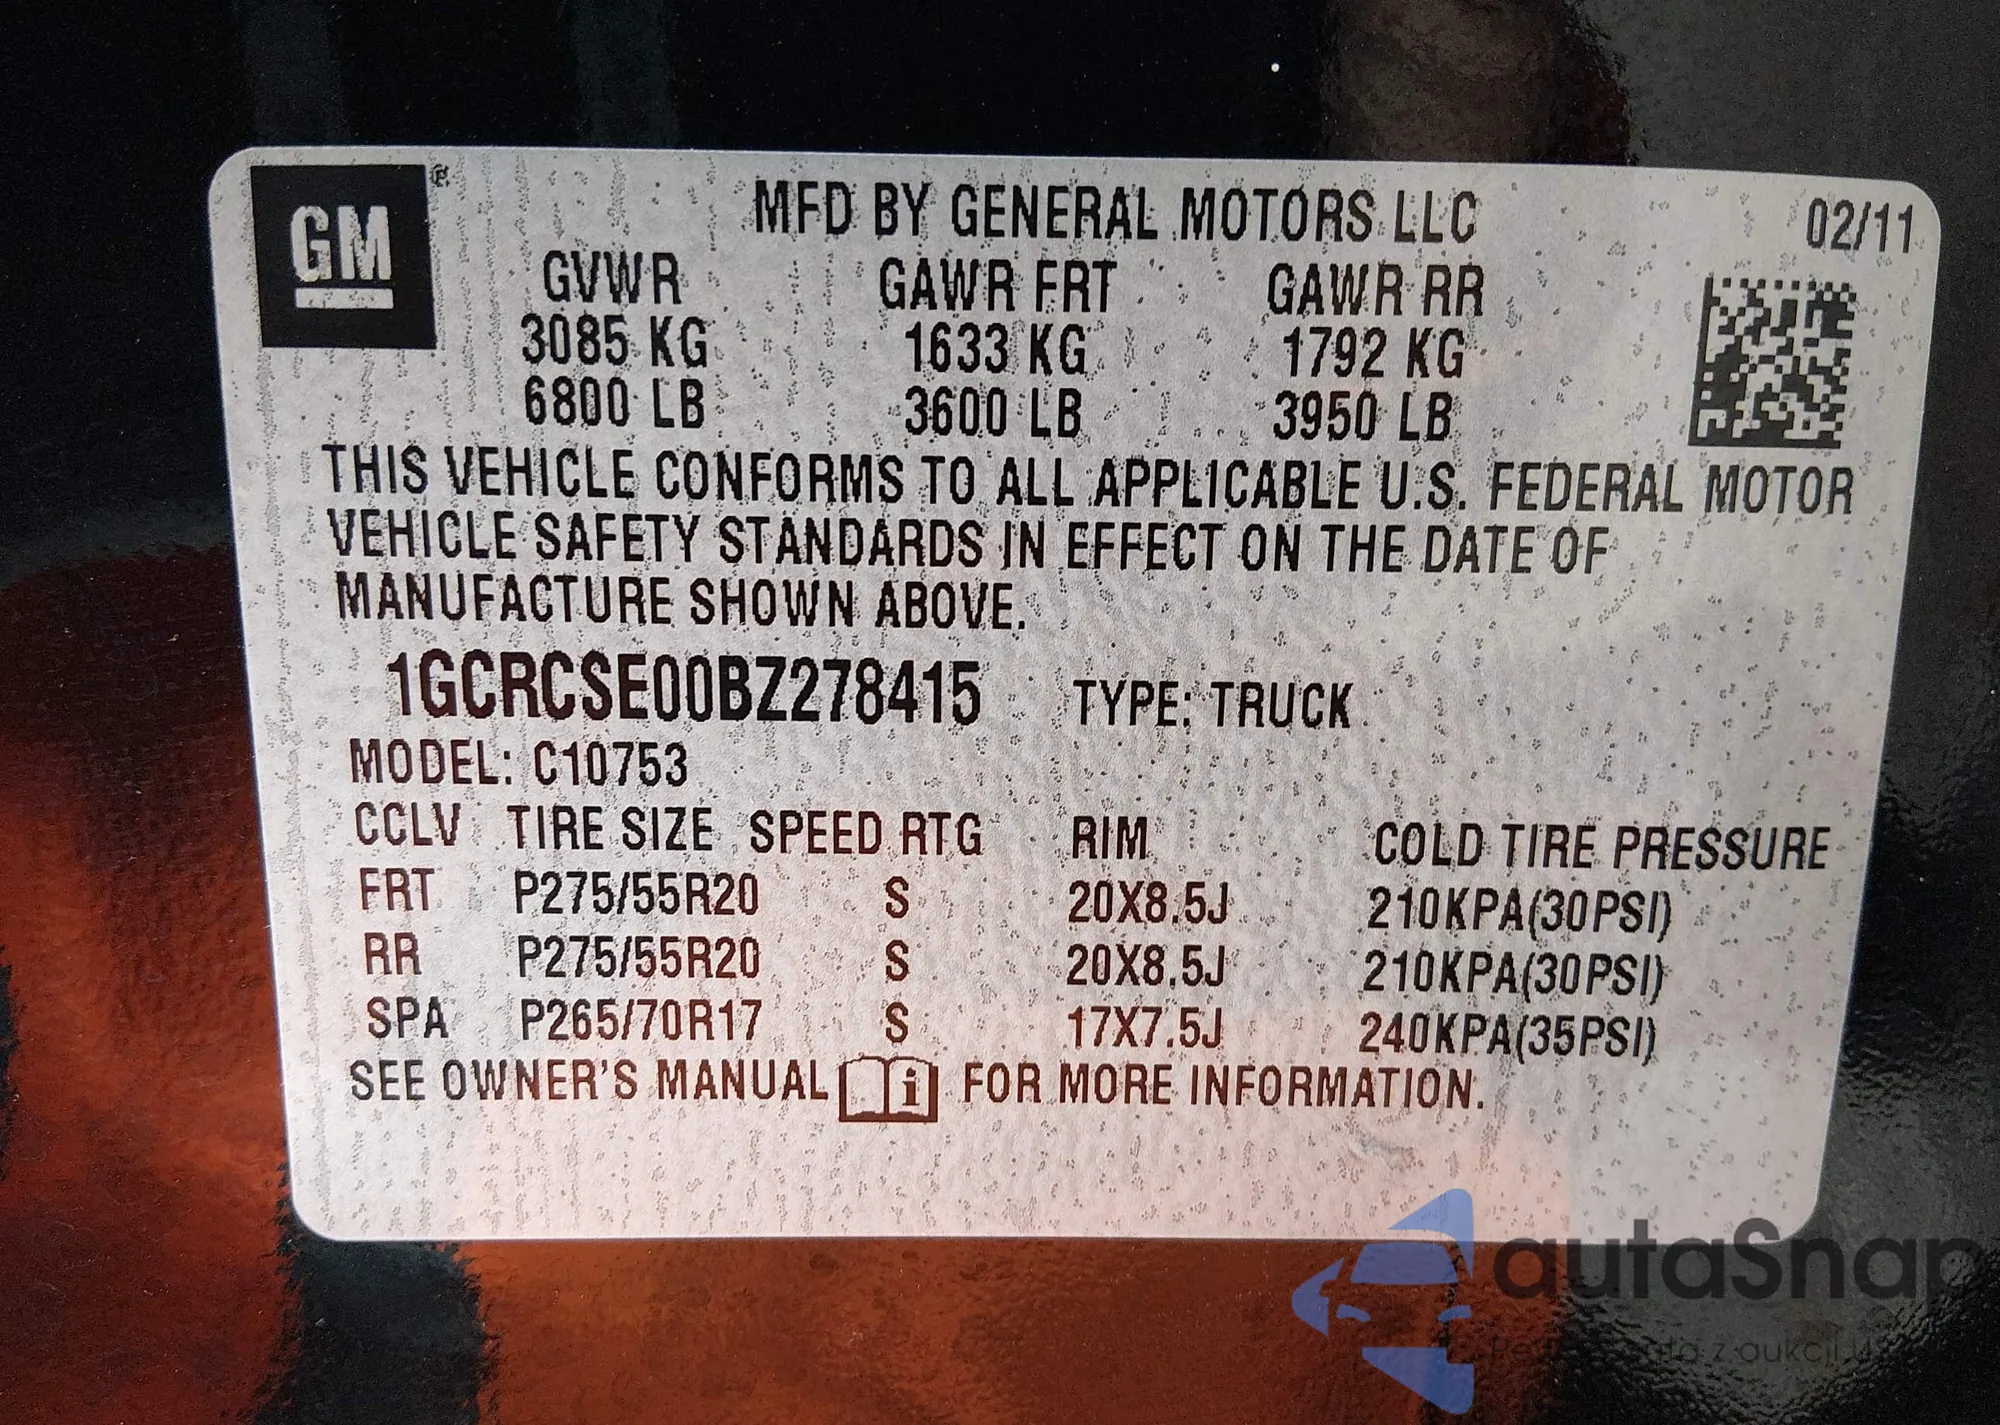 GM
MFD BY GENERAL MOTORS LLC 02/11
GVWR GAWR FRT GAWR RR
3085 KG 1633 KG 1792 KG
6800 LB 3600 LB 3950 LB
THIS VEHICLE CONFORMS TO ALL APPLICABLE U.S. FEDERAL MOTOR
VEHICLE SAFETY STANDARDS IN EFFECT ON THE DATE OF
MANUFACTURE SHOWN ABOVE.
1GCRCSE00BZ278415 TYPE: TRUCK
MODEL: C10753
CCLV TIRE SIZE SPEED RTG RIM COLD TIRE PRESSURE
FRT P275/55R20 S 20X8.5J 210KPA(30PSI)
RR P275/55R20 S 20X8.5J 210KPA(30PSI)
SPA P265/70R17 S 17X7.5J 240KPA(35PSI)
SEE OWNER'S MANUAL FOR MORE INFORMATION.
autaSnap
z aukcji